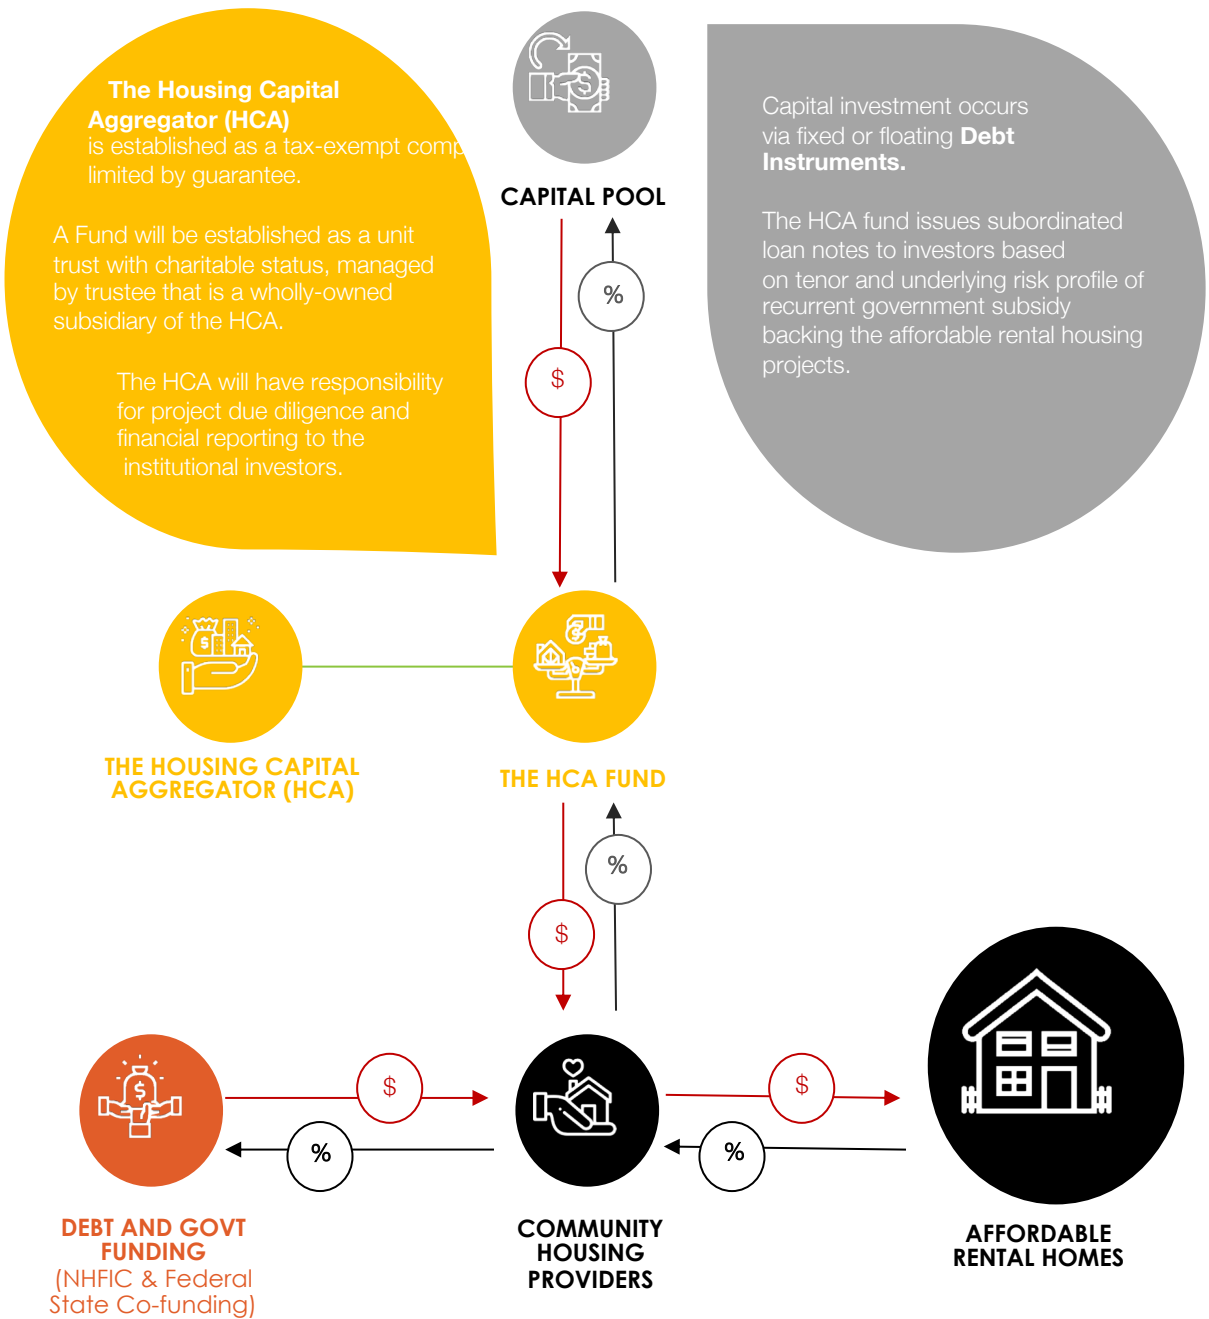 The Housing Capital
Aggregator (HCA)
is established as a tax-exempt comp
limited by guarantee.
A Fund will be established as a unit
trust with charitable status, managed
by trustee that is a wholly-owned
subsidiary of the HCA.
The HCA will have responsibility
for project due diligence and
financial reporting to the
institutional investors.
CAPITAL POOL
Capital investment occurs
via fixed or floating Debt
Instruments.
The HCA fund issues subordinated
loan notes to investors based
on tenor and underlying risk profile of
recurrent government subsidy
backing the affordable rental housing
projects.
%
$
THE HOUSING CAPITAL
AGGREGATOR (HCA)
THE HCA FUND
%
$
$
%
$
%
DEBT AND GOVT
FUNDING
(NHFIC & Federal
State Co-funding)
COMMUNITY
HOUSING
PROVIDERS
AFFORDABLE
RENTAL HOMES